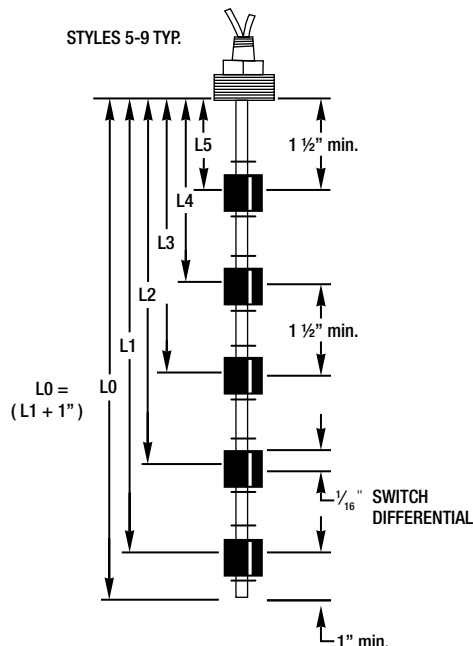 STYLES 5-9 TYP.
L5
1 ½" min.
L4
L3
L2
1 ½" min.
L1
L0
L0 =
( L1 + 1" )
1/16" SWITCH
DIFFERENTIAL
1" min.